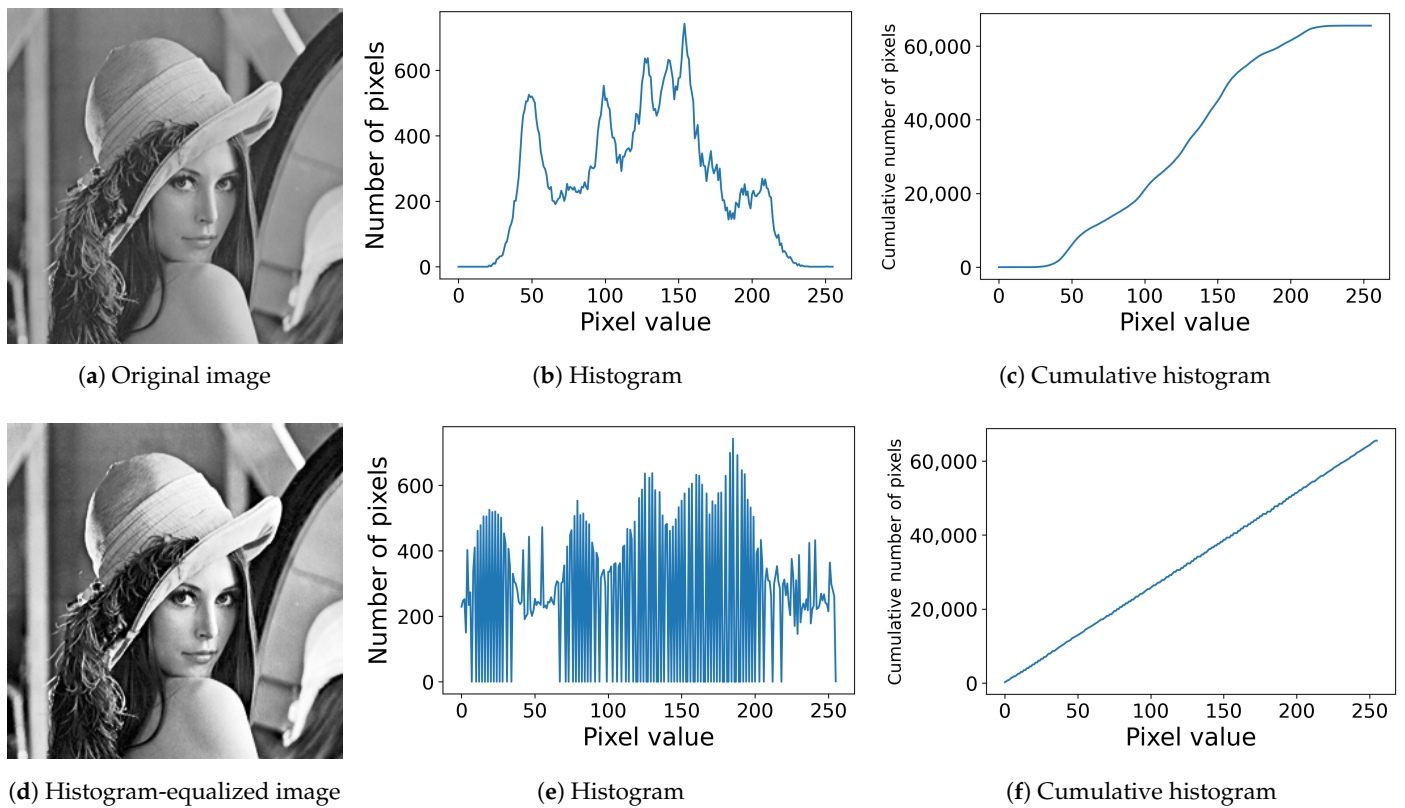 Number of pixels
600
400
200
0
0 50 100 150 200 250
Pixel value
Cumulative number of pixels
60,000
40,000
20,000
0
0 50 100 150 200 250
Pixel value
(a) Original image
(b) Histogram
(c) Cumulative histogram
Number of pixels
600
400
200
0
0 50 100 150 200 250
Pixel value
Cumulative number of pixels
60,000
40,000
20,000
0
0 50 100 150 200 250
Pixel value
(d) Histogram-equalized image
(e) Histogram
(f) Cumulative histogram